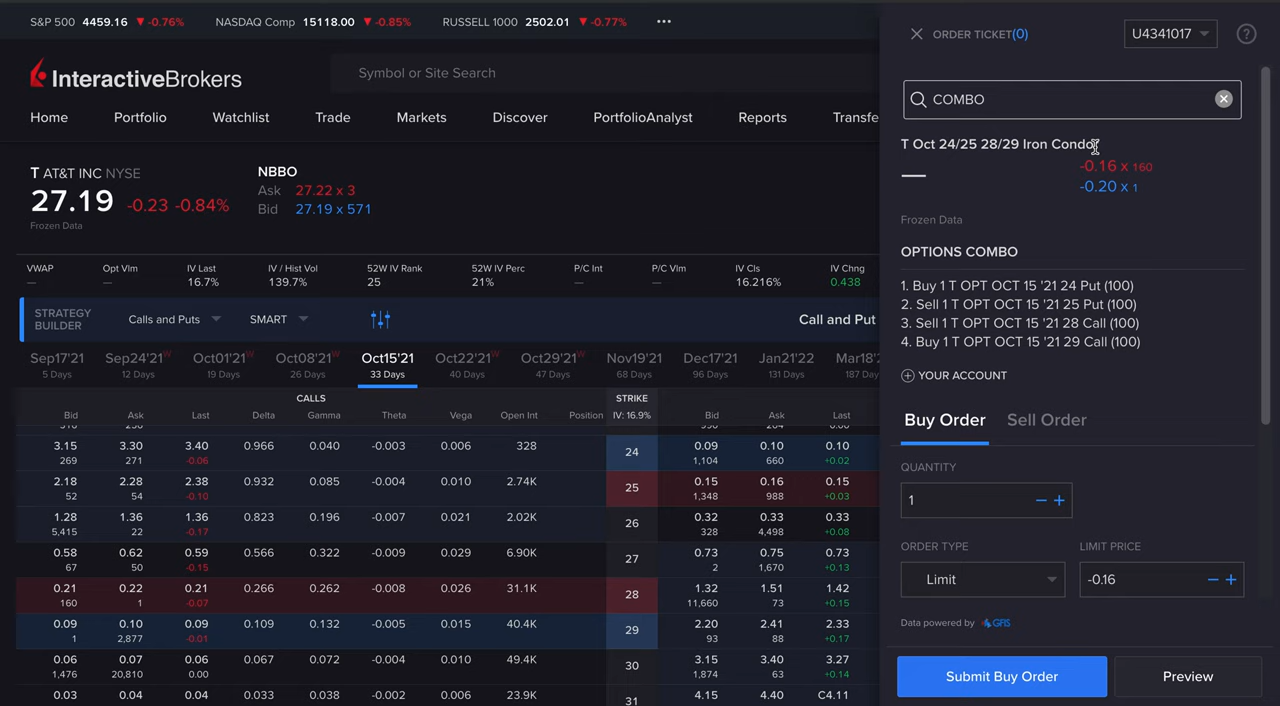 S&P 500 4459.16 ▼ -0.76% NASDAQ Comp 15118.00 ▼ -0.85% RUSSELL 1000 2502.01 ▼ -0.77% •••
InteractiveBrokers
Symbol or Site Search
Home Portfolio Watchlist Trade Markets Discover PortfolioAnalyst Reports Transfe
T AT&T INC NYSE
27.19 -0.23 -0.84%
Frozen Data
NBBO
Ask 27.22 x 3
Bid 27.19 x 571
VWAP Opt Vlm IV Last IV / Hist Vol 52W IV Rank 52W IV Perc P/C Int P/C Vlm IV Cls IV Chng
— — 16.7% 139.7% 25 21% — — 16.216% 0.438
STRATEGY
BUILDER
Calls and Puts SMART Call and Put
Sep17'21 Sep24'21W Oct01'21W Oct08'21W Oct15'21 Oct22'21W Oct29'21W Nov19'21 Dec17'21 Jan21'22 Mar18'
5 Days 12 Days 19 Days 26 Days 33 Days 40 Days 47 Days 68 Days 96 Days 131 Days 187 Day
CALLS STRIKE
Bid Ask Last Delta Gamma Theta Vega Open Int Position IV: 16.9% Bid Ask Last
3.15 3.30 3.40 0.966 0.040 -0.003 0.006 328 24 0.09 0.10 0.10
269 271 -0.06 1,104 660 +0.02
2.18 2.28 2.38 0.932 0.085 -0.004 0.010 2.74K 25 0.15 0.16 0.15
52 54 -0.10 1,348 988 +0.03
1.28 1.36 1.36 0.823 0.196 -0.007 0.021 2.02K 26 0.32 0.33 0.33
5,415 22 -0.17 328 4,498 +0.08
0.58 0.62 0.59 0.566 0.322 -0.009 0.029 6.90K 27 0.73 0.75 0.73
67 50 -0.15 2 1,670 +0.13
0.21 0.22 0.21 0.266 0.262 -0.008 0.026 31.1K 28 1.32 1.51 1.42
160 1 -0.07 11,660 73 +0.15
0.09 0.10 0.09 0.109 0.132 -0.005 0.015 40.4K 29 2.20 2.41 2.33
1 2,877 -0.01 93 88 +0.17
0.06 0.07 0.06 0.067 0.072 -0.004 0.010 49.4K 30 3.15 3.40 3.27
1,476 20,810 0.00 1,874 63 +0.14
0.03 0.04 0.04 0.033 0.038 -0.004 0.006 23.9K 31 4.15 4.40 C4.11
ORDER TICKET(0) U4341017 ?
COMBO
T Oct 24/25 28/29 Iron Condor
-0.16 x 160
-0.20 x 1
Frozen Data
OPTIONS COMBO
1. Buy 1 T OPT OCT 15 '21 24 Put (100)
2. Sell 1 T OPT OCT 15 '21 25 Put (100)
3. Sell 1 T OPT OCT 15 '21 28 Call (100)
4. Buy 1 T OPT OCT 15 '21 29 Call (100)
YOUR ACCOUNT
Buy Order Sell Order
QUANTITY
1
ORDER TYPE LIMIT PRICE
Limit -0.16
Data powered by GFIS
Submit Buy Order Preview